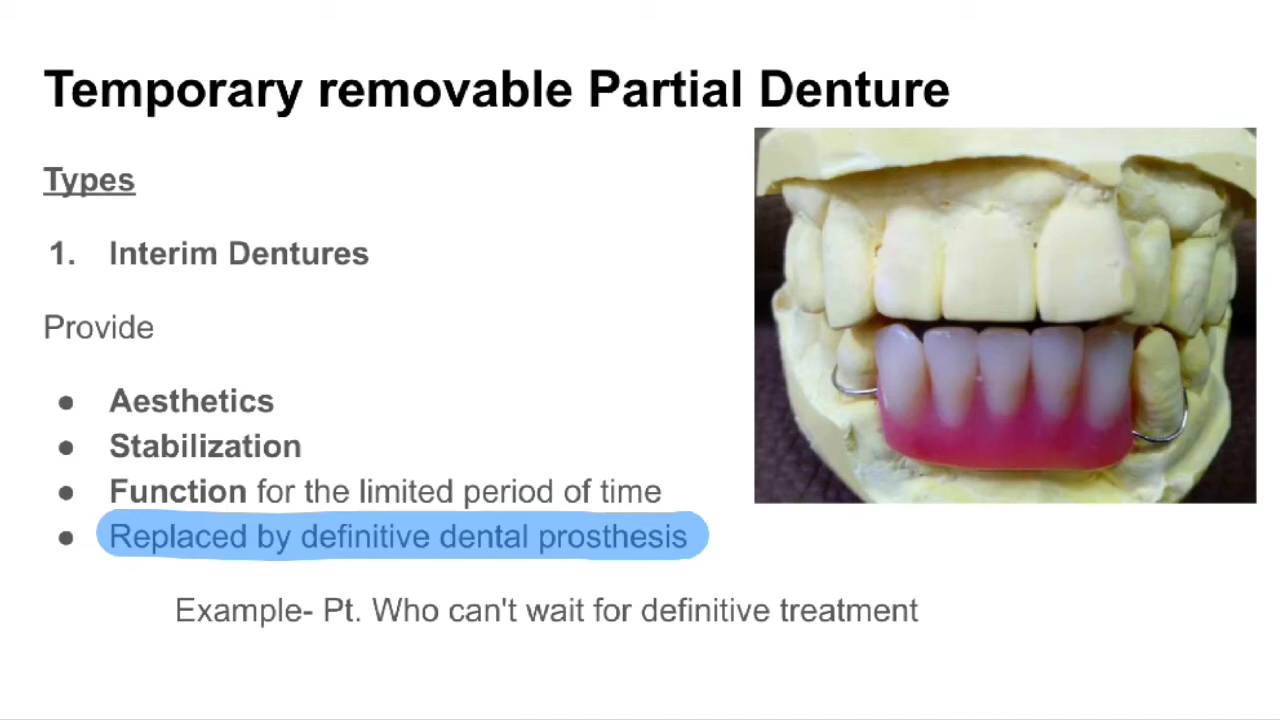 Temporary removable Partial Denture
Types
1. Interim Dentures
Provide
● Aesthetics
● Stabilization
● Function for the limited period of time
● Replaced by definitive dental prosthesis
Example- Pt. Who can't wait for definitive treatment